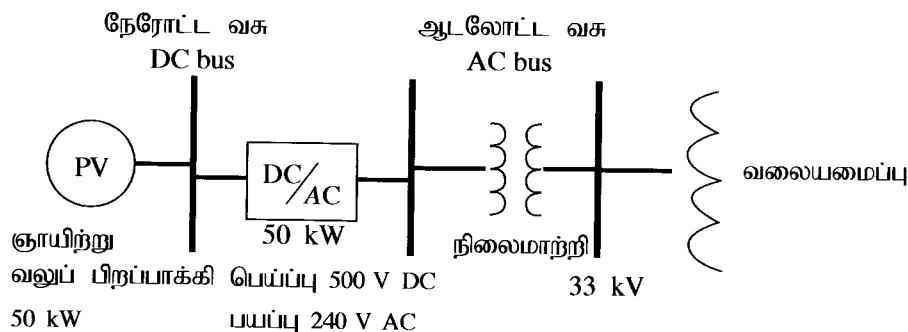 நேரோட்ட வசு
DC bus
ஆடலோட்ட வசு
AC bus
PV
DC/AC
50 kW
ஞாயிற்று
வலுப் பிறப்பாக்கி
50 kW
பெய்ப்பு 500 V DC
பயப்பு 240 V AC
நிலைமாற்றி
33 kV
வலையமைப்பு